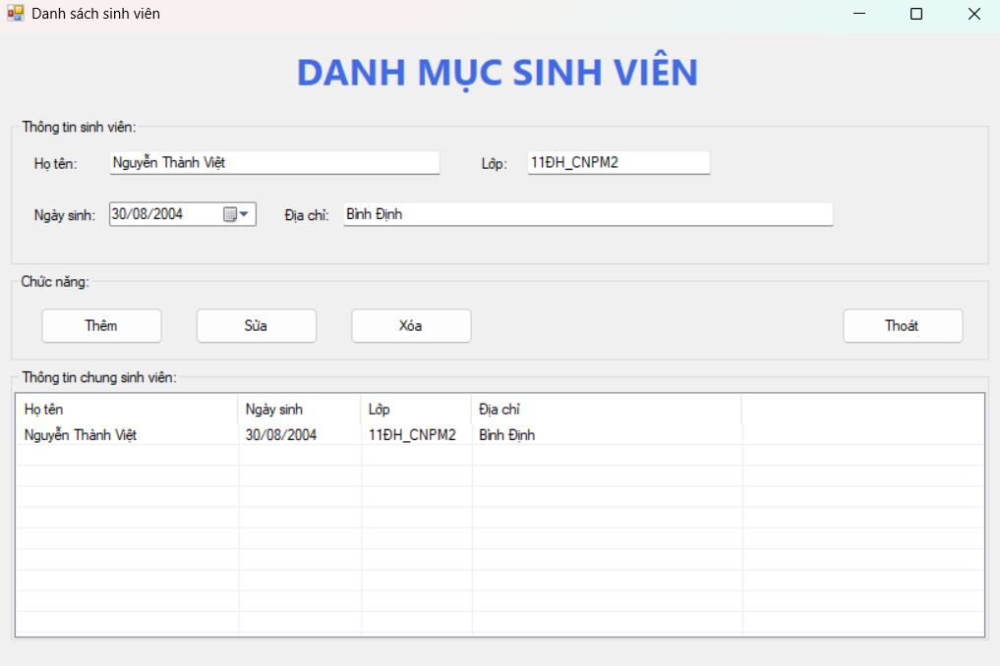 Danh sách sinh viên
DANH MỤC SINH VIÊN
Thông tin sinh viên:
Họ tên: Nguyễn Thành Việt Lớp: 11ĐH_CNPM2
Ngày sinh: 30/08/2004 Địa chỉ: Bình Định
Chức năng:
Thêm Sửa Xóa Thoát
Thông tin chung sinh viên:
Họ tên Ngày sinh Lớp Địa chỉ
Nguyễn Thành Việt 30/08/2004 11ĐH_CNPM2 Bình Định